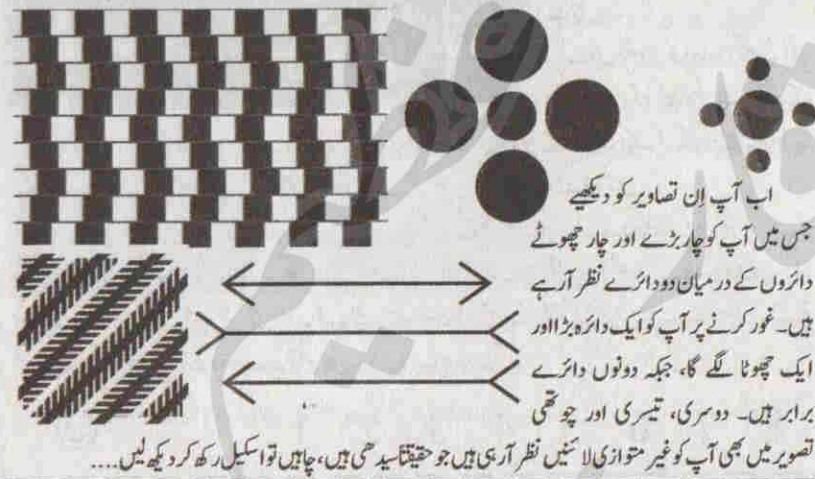 اب آپ اِن تصاویر کو دیکھیے
جس میں آپ کو چار بڑے اور چار چھوٹے
دائروں کے درمیان دو دائرے نظر آرہے
ہیں۔ غور کرنے پر آپ کو ایک دائرہ بڑا اور
ایک چھوٹا لگے گا، جبکہ دونوں دائرے
برابر ہیں۔ دوسری، تیسری اور چوتھی
تصویر میں بھی آپ کو غیر متوازی لائنیں نظر آرہی ہیں جو حقیقتاً سیدھی ہیں، چاہیں تو اسکیل رکھ کر دیکھ لیں....